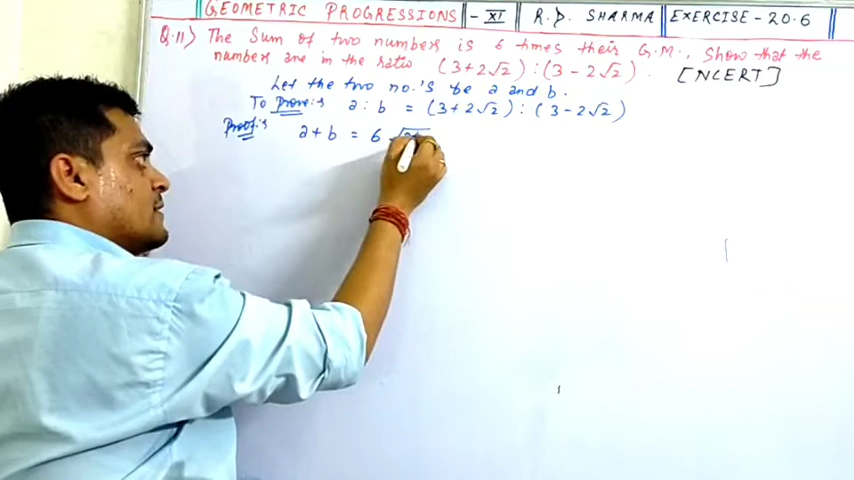 GEOMETRIC PROGRESSIONS - XI R.D. SHARMA EXERCISE - 20.6
Q.11) The Sum of two numbers is 6 times their G.M., Show that the
numbers are in the ratio (3+2√2):(3-2√2). [NCERT]
Let the two no.'s be a and b.
To Prove:- a : b = (3+2√2) : (3-2√2)
Proof:- a+b = 6